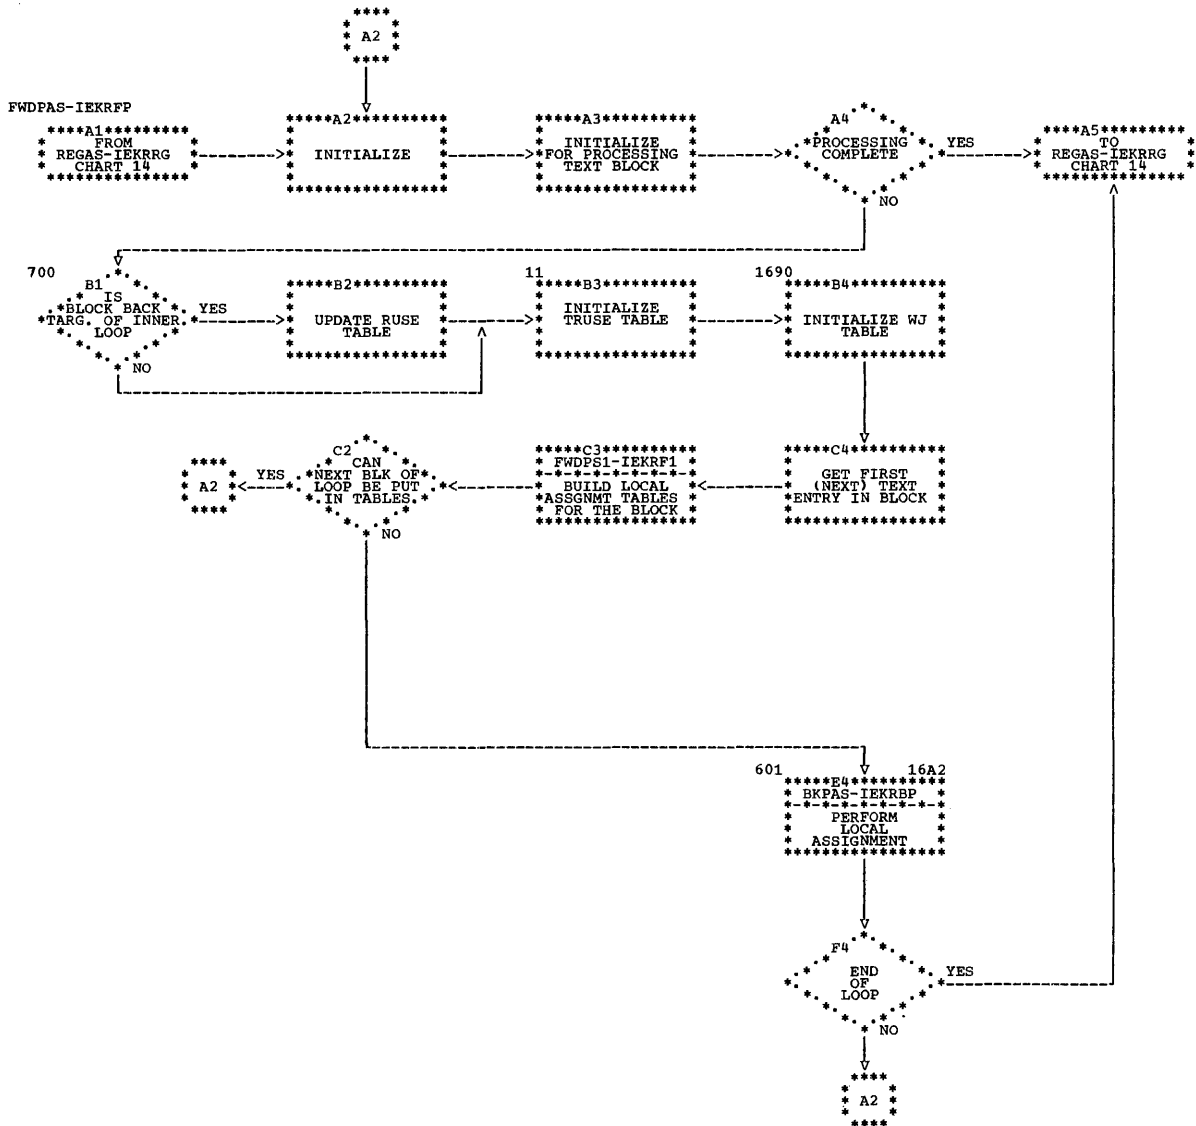 A2
FWDPAS-IEKRFP
A1
FROM
REGAS-IEKRRG
CHART 14
A2
INITIALIZE
A3
INITIALIZE
FOR PROCESSING
TEXT BLOCK
A4
PROCESSING
COMPLETE
YES
NO
A5
TO
REGAS-IEKRRG
CHART 14
700
B1
IS
BLOCK BACK
TARG. OF INNER
LOOP
YES
NO
B2
UPDATE RUSE
TABLE
11
B3
INITIALIZE
TRUSE TABLE
1690
B4
INITIALIZE WJ
TABLE
A2
YES
C2
CAN
NEXT BLK OF
LOOP BE PUT
IN TABLES.
NO
C3
FWDPS1-IEKRF1
BUILD LOCAL
ASSGNMT TABLES
FOR THE BLOCK
C4
GET FIRST
(NEXT) TEXT
ENTRY IN BLOCK
601
16A2
E4
BKPAS-IEKRBP
PERFORM
LOCAL
ASSIGNMENT
F4
END
OF
LOOP
YES
NO
A2